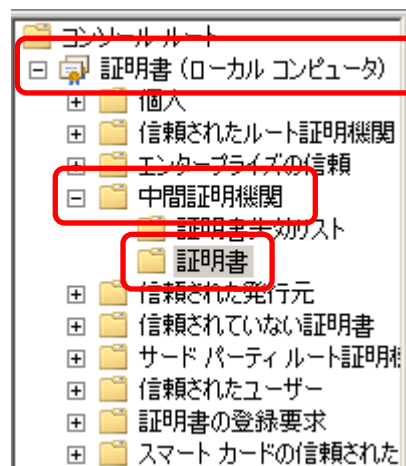 コンソール ルート
証明書 (ローカル コンピュータ)
個人
信頼されたルート証明機関
エンタープライズの信頼
中間証明機関
証明書失効リスト
証明書
信頼された発行元
信頼されていない証明書
サード パーティ ルート証明機
信頼されたユーザー
証明書の登録要求
スマート カードの信頼された